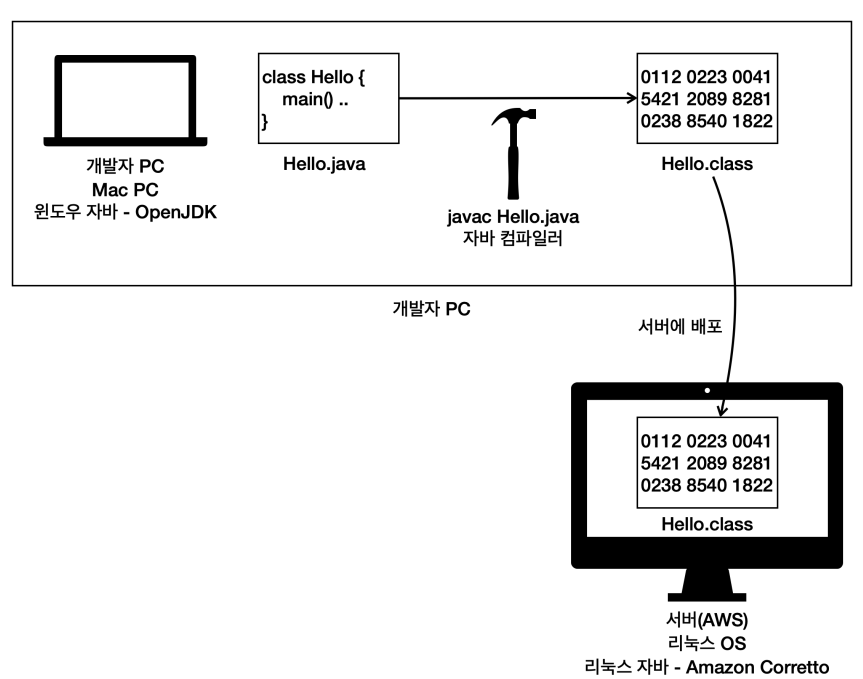 개발자 PC
Mac PC
윈도우 자바 - OpenJDK
class Hello {
main() ..
}
Hello.java
javac Hello.java
자바 컴파일러
0112 0223 0041
5421 2089 8281
0238 8540 1822
Hello.class
개발자 PC
서버에 배포
0112 0223 0041
5421 2089 8281
0238 8540 1822
Hello.class
서버(AWS)
리눅스 OS
리눅스 자바 - Amazon Corretto